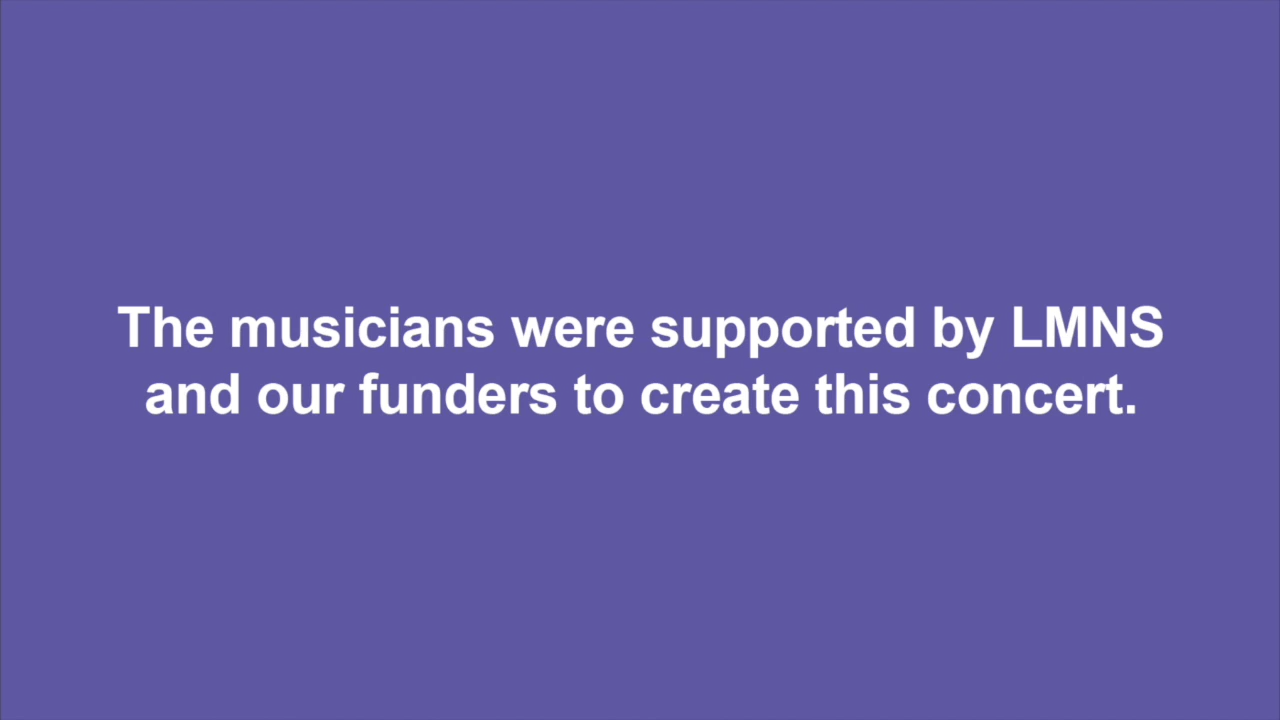 The musicians were supported by LMNS
and our funders to create this concert.